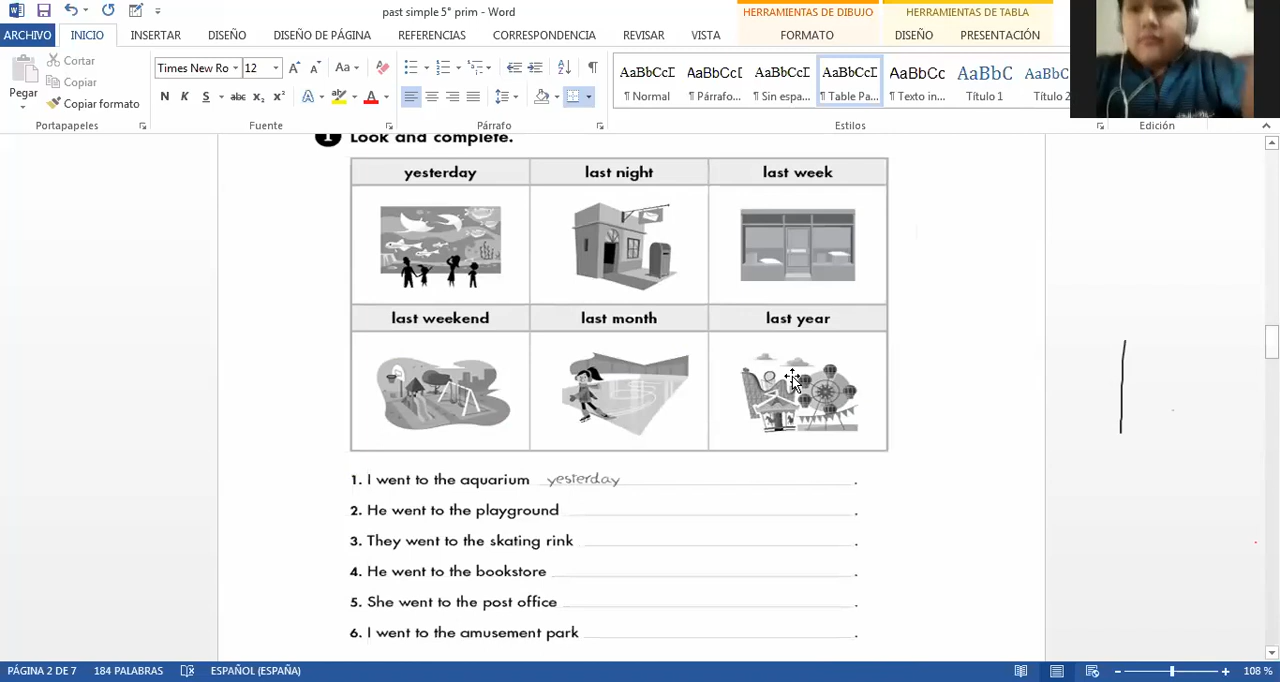 past simple 5° prim - Word
HERRAMIENTAS DE DIBUJO HERRAMIENTAS DE TABLA
ARCHIVO INICIO INSERTAR DISEÑO DISEÑO DE PÁGINA REFERENCIAS CORRESPONDENCIA REVISAR VISTA FORMATO DISEÑO PRESENTACIÓN
Cortar
Copiar
Pegar
Copiar formato
Times New Ro 12
AaBbCcI AaBbCcI AaBbCcI AaBbCcI AaBbCc AaBbC AaBbC
¶ Normal ¶ Párrafo... ¶ Sin espa... ¶ Table Pa... ¶ Texto in... Título 1 Título 2
Portapapeles Fuente Párrafo Estilos Edición
1 Look and complete.
yesterday last night last week
last weekend last month last year
1. I went to the aquarium yesterday .
2. He went to the playground .
3. They went to the skating rink .
4. He went to the bookstore .
5. She went to the post office .
6. I went to the amusement park .
PÁGINA 2 DE 7 184 PALABRAS ESPAÑOL (ESPAÑA) 108 %